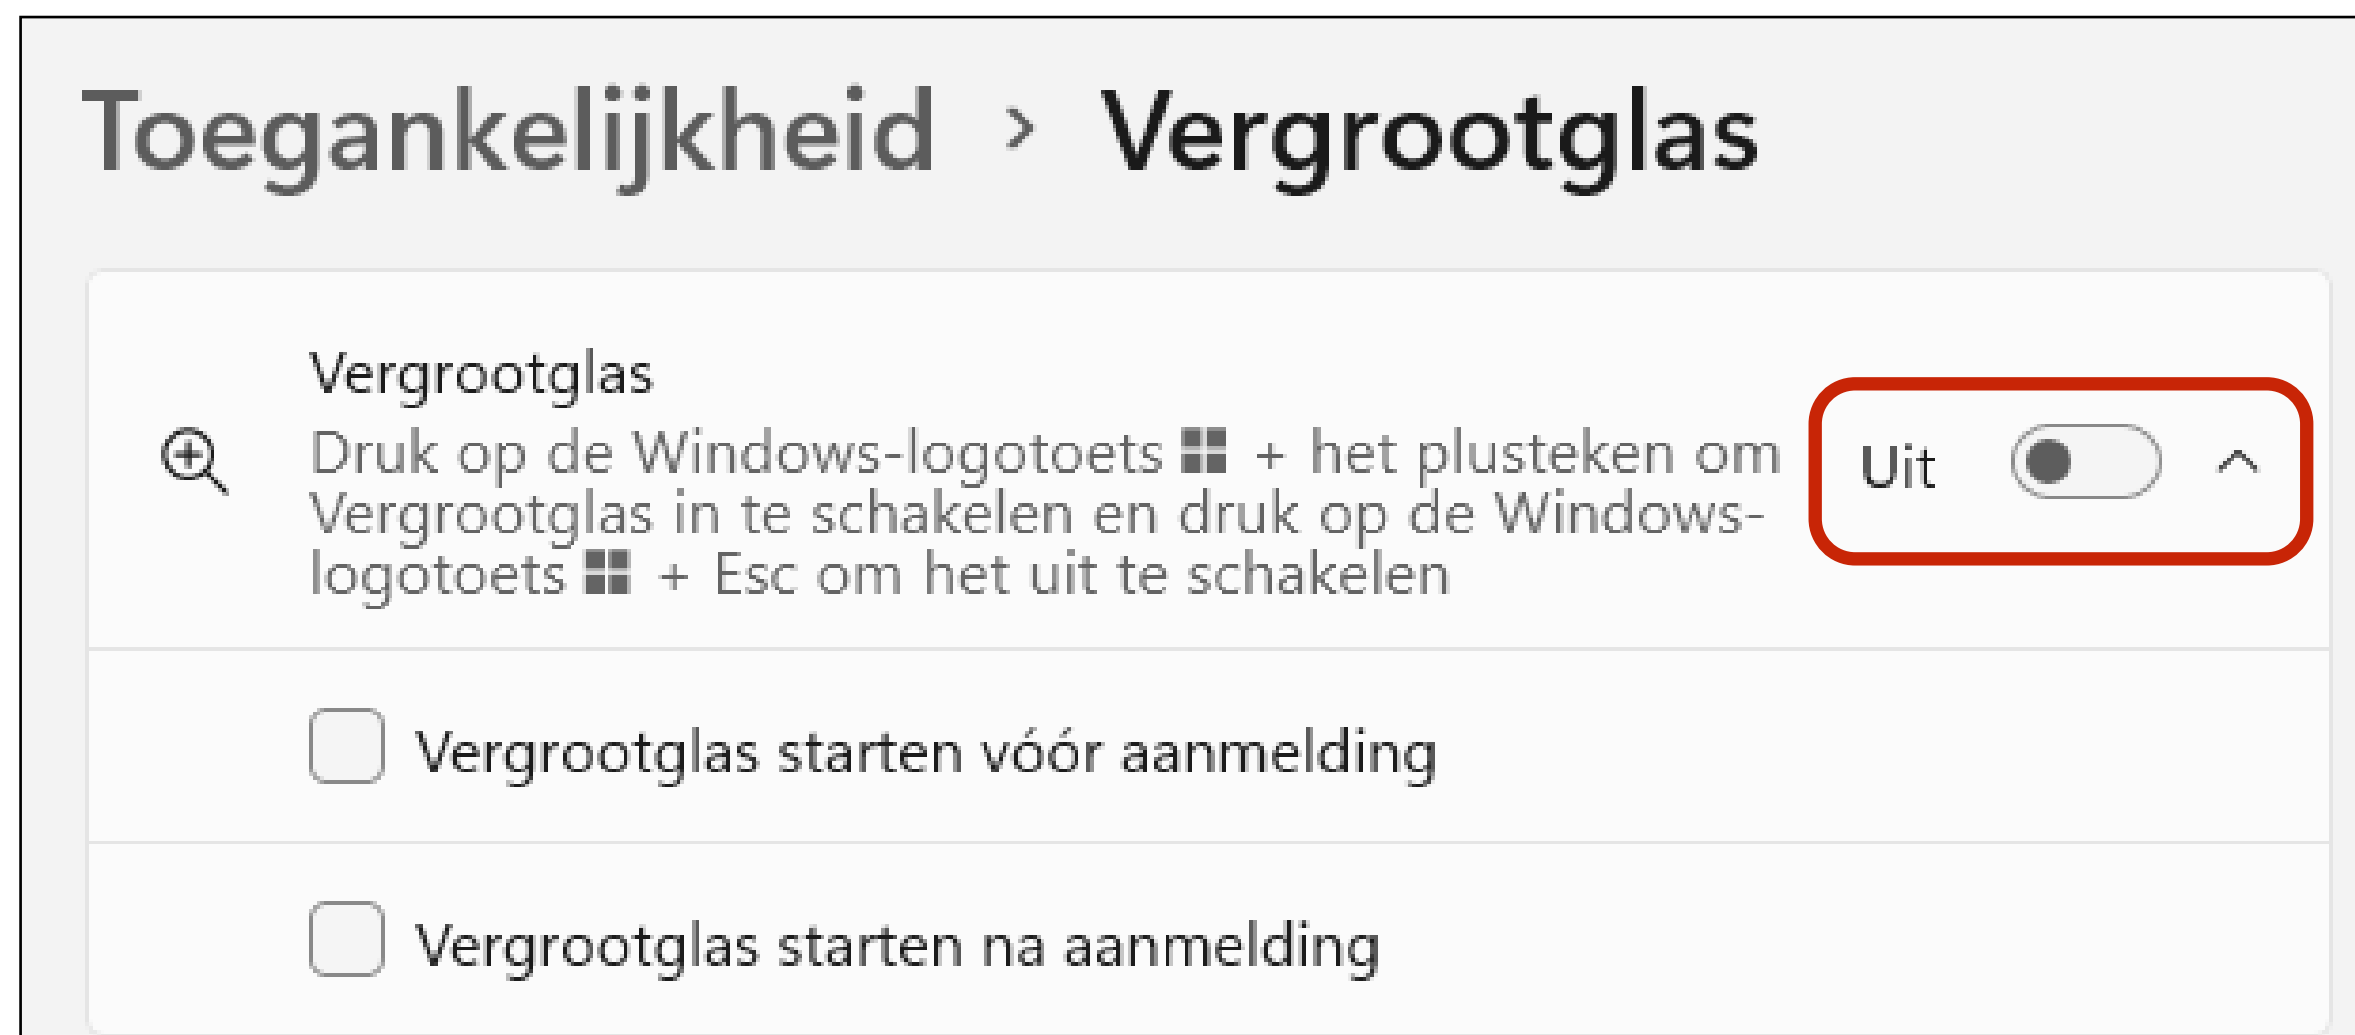 Toegankelijkheid > Vergrootglas
Vergrootglas
Druk op de Windows-logotoets + het plusteken om
Vergrootglas in te schakelen en druk op de Windows-
logotoets + Esc om het uit te schakelen
Uit
Vergrootglas starten vóór aanmelding
Vergrootglas starten na aanmelding